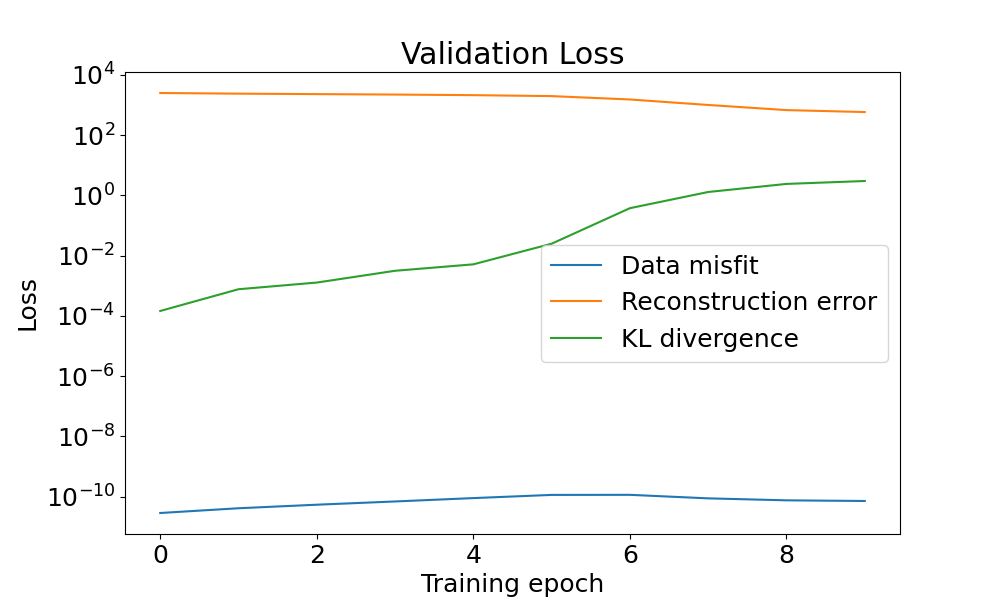 Validation Loss
Loss
10^4
10^2
10^0
10^−2
10^−4
10^−6
10^−8
10^−10
Data misfit
Reconstruction error
KL divergence
0 2 4 6 8
Training epoch